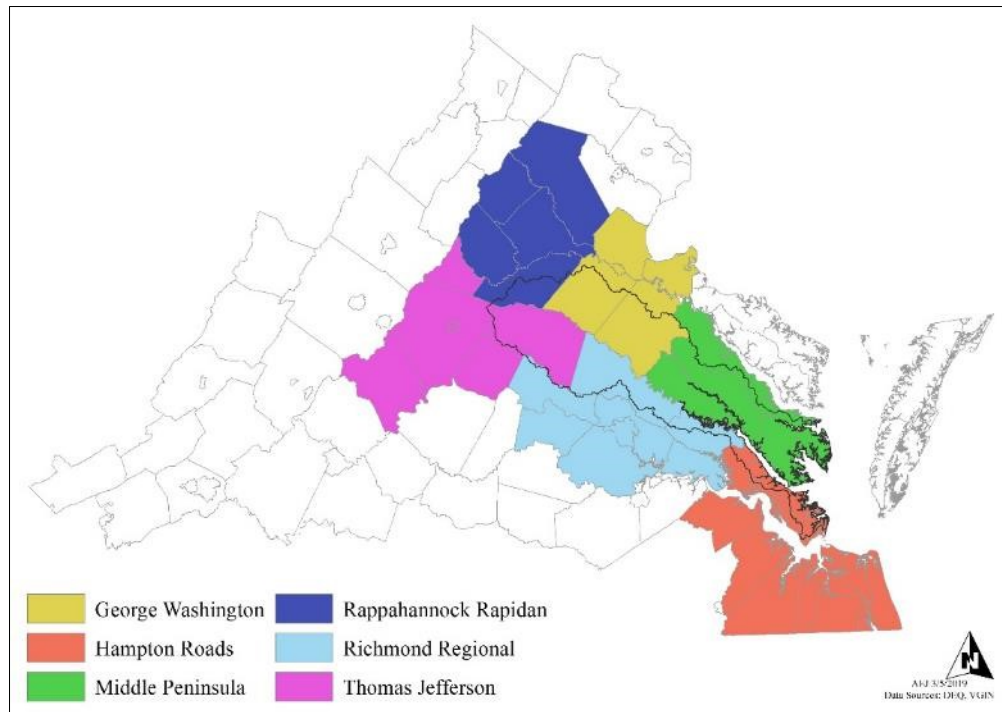 George Washington
Rappahannock Rapidan
Hampton Roads
Richmond Regional
Middle Peninsula
Thomas Jefferson
N
3/5/2019
Data Sources: DEQ, VGIN